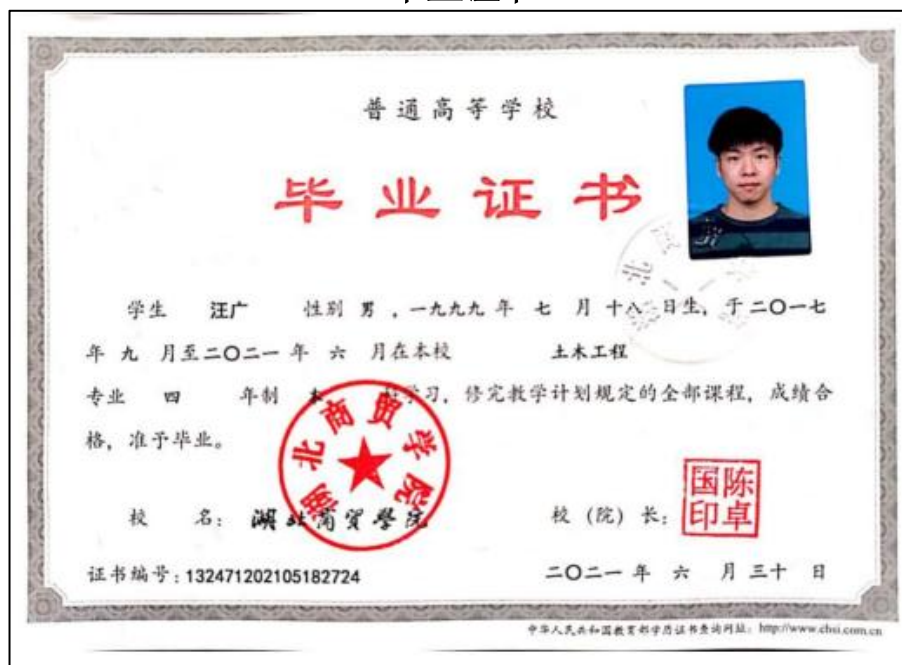 普通高等学校
毕业证书
学生 汪广 性别 男 ，一九九九 年 七 月 十八 日生，于二〇一七
年 九 月至二〇二一 年 六 月在本校 土木工程
专业 四 年制 本 学习，修完教学计划规定的全部课程，成绩合
格，准予毕业。
湖北商贸学院
校 名：湖北商贸學院
校（院）长：
陈卓国印
证书编号：132471202105182724
二〇二一 年 六 月 三十 日
中华人民共和国教育部学历证书查询网址：http://www.chsi.com.cn